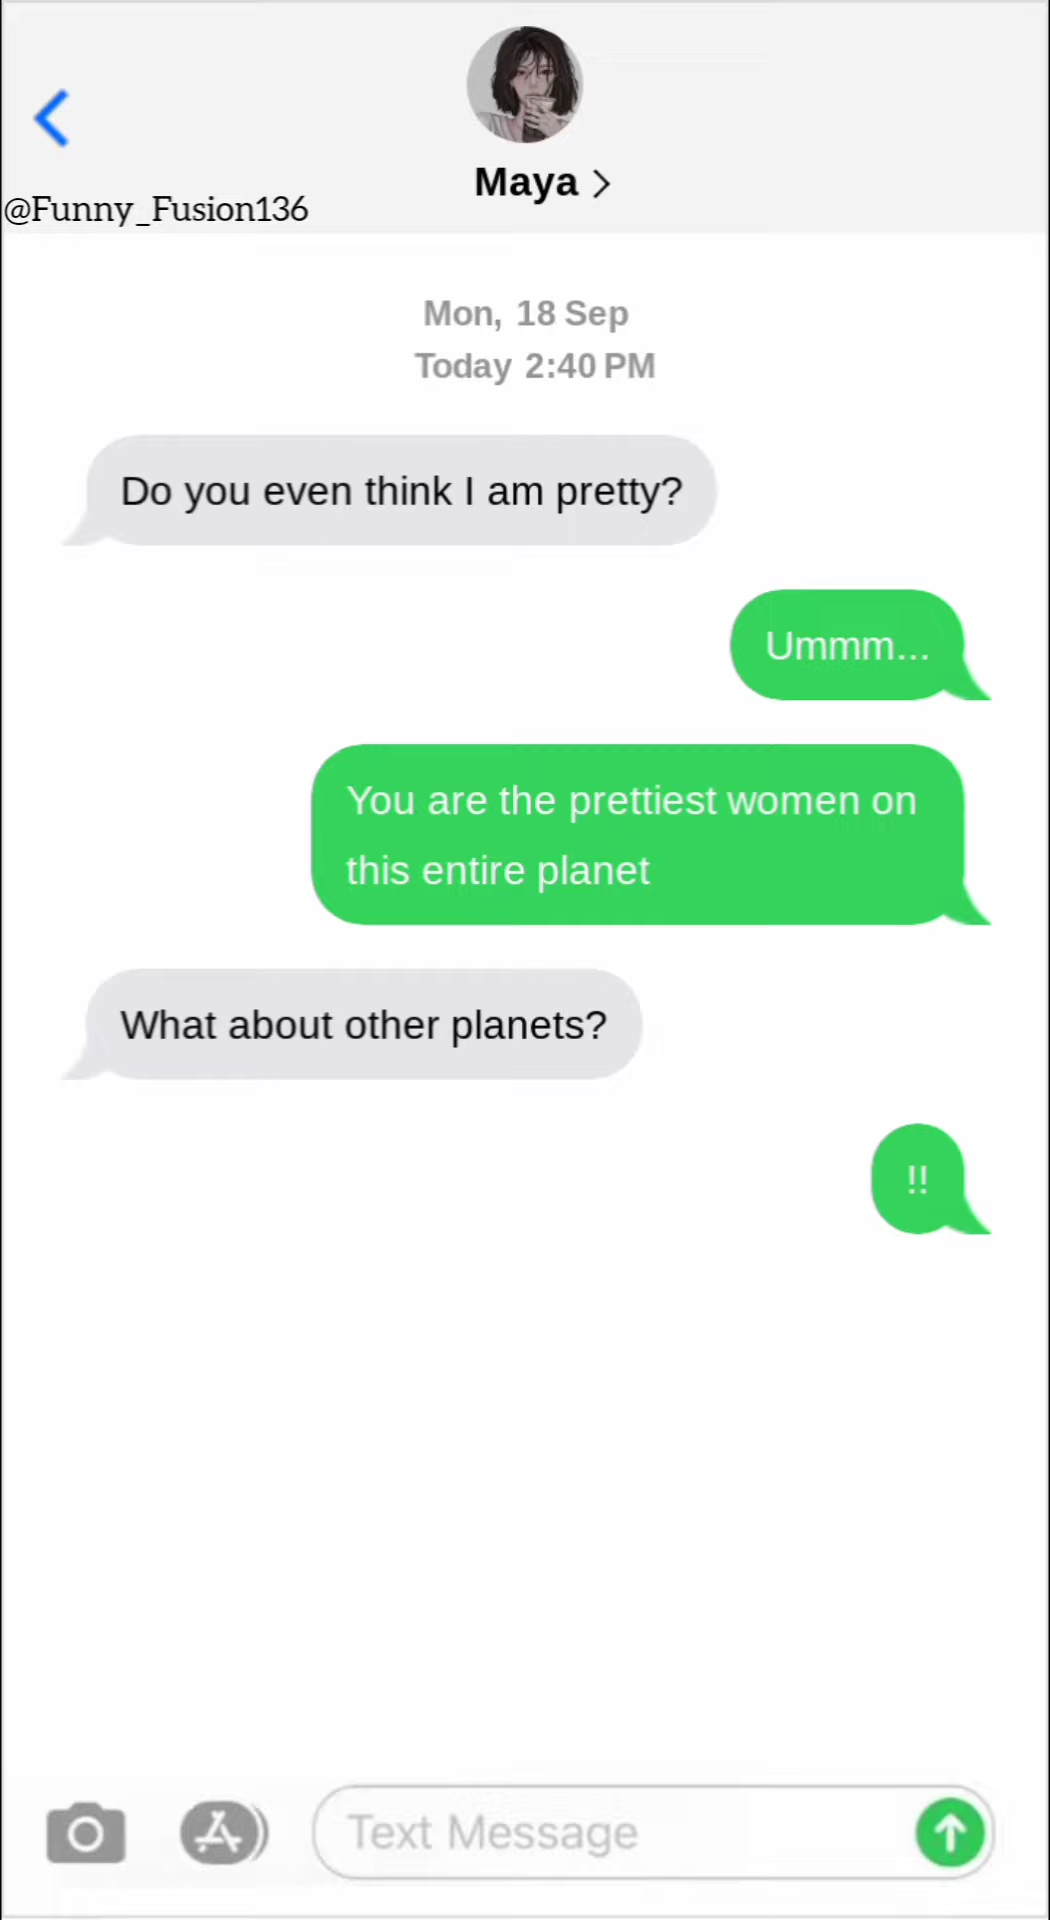 Maya
@Funny_Fusion136
Mon, 18 Sep
Today 2:40 PM
Do you even think I am pretty?
Ummm...
You are the prettiest women on
this entire planet
What about other planets?
!!
Text Message